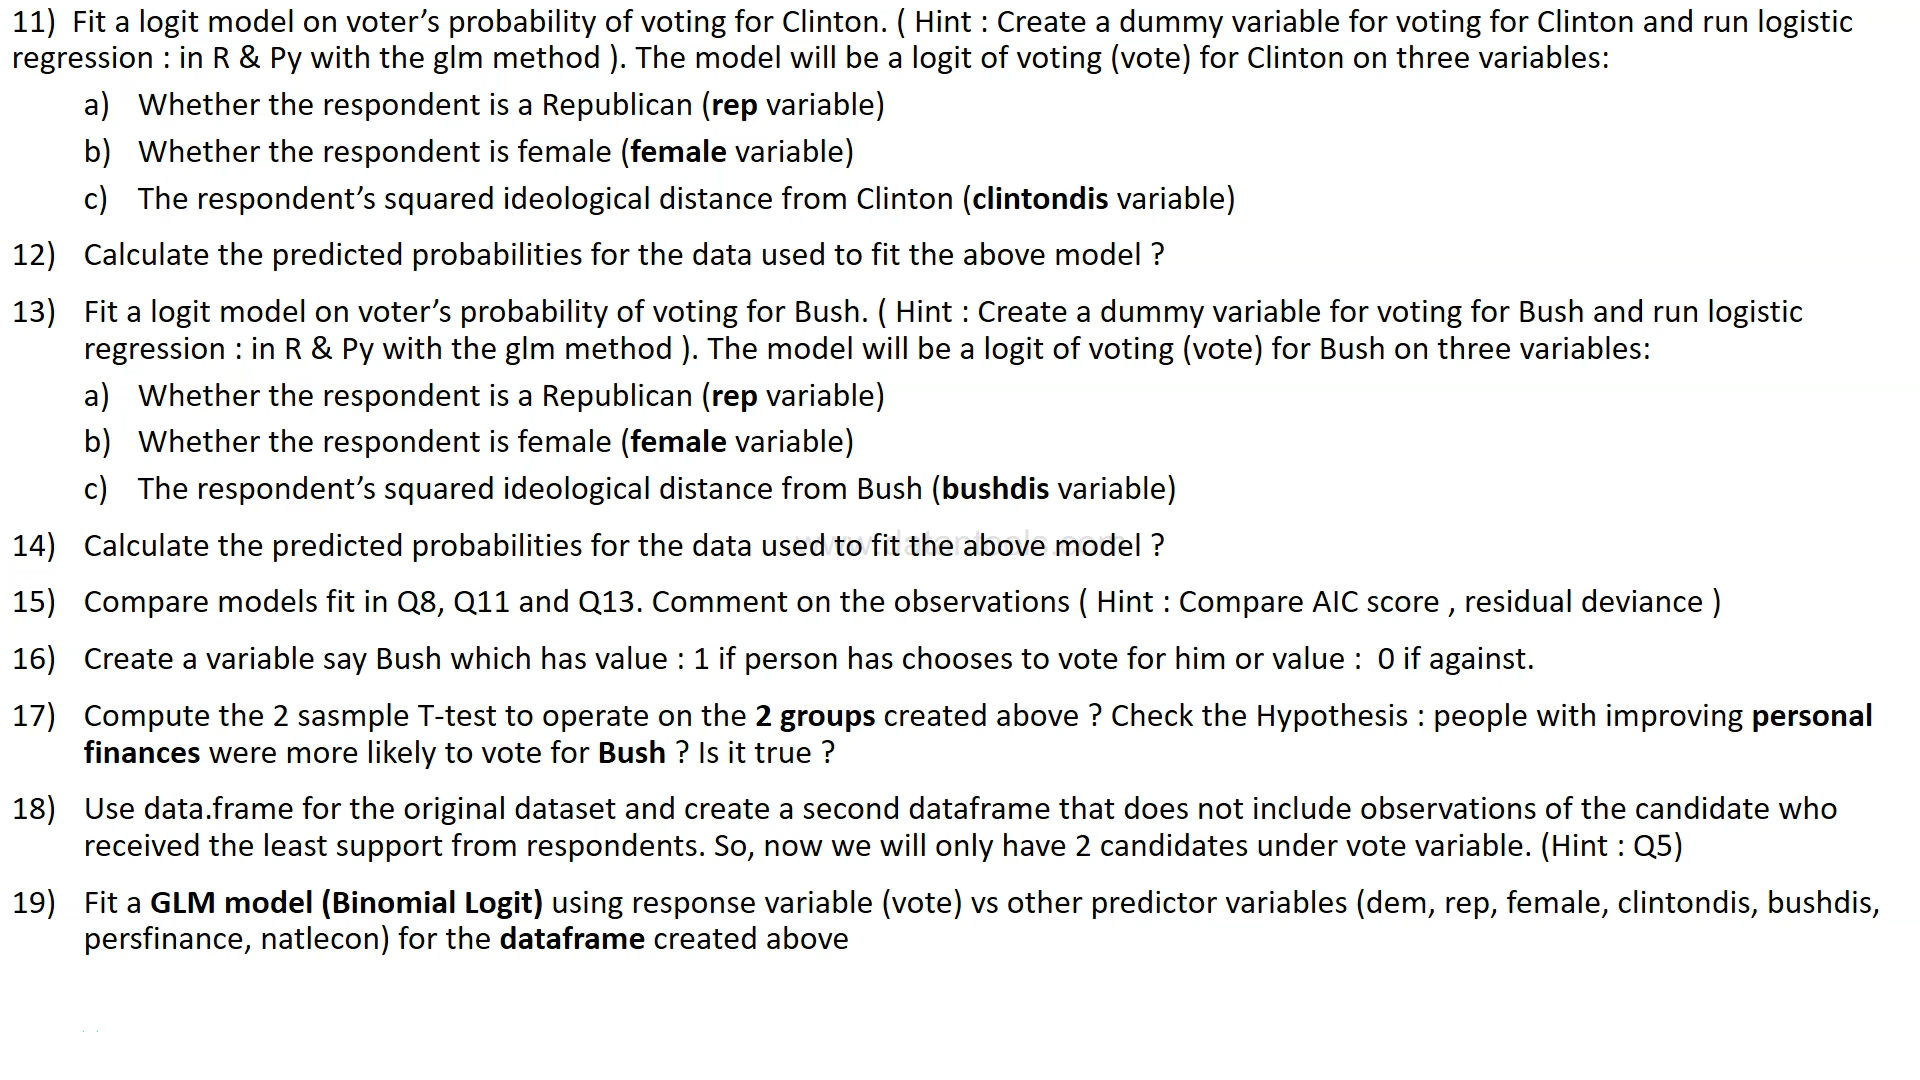 11)  Fit a logit model on voter’s probability of voting for Clinton. ( Hint : Create a dummy variable for voting for Clinton and run logistic
regression : in R & Py with the glm method ). The model will be a logit of voting (vote) for Clinton on three variables:
a) Whether the respondent is a Republican (rep variable)
b) Whether the respondent is female (female variable)
c) The respondent’s squared ideological distance from Clinton (clintondis variable)
12) Calculate the predicted probabilities for the data used to fit the above model ?
13) Fit a logit model on voter’s probability of voting for Bush. ( Hint : Create a dummy variable for voting for Bush and run logistic
regression : in R & Py with the glm method ). The model will be a logit of voting (vote) for Bush on three variables:
a) Whether the respondent is a Republican (rep variable)
b) Whether the respondent is female (female variable)
c) The respondent’s squared ideological distance from Bush (bushdis variable)
14) Calculate the predicted probabilities for the data used to fit the above model ?
15) Compare models fit in Q8, Q11 and Q13. Comment on the observations ( Hint : Compare AIC score , residual deviance )
16) Create a variable say Bush which has value : 1 if person has chooses to vote for him or value :  0 if against.
17) Compute the 2 sasmple T-test to operate on the 2 groups created above ? Check the Hypothesis : people with improving personal
finances were more likely to vote for Bush ? Is it true ?
18) Use data.frame for the original dataset and create a second dataframe that does not include observations of the candidate who
received the least support from respondents. So, now we will only have 2 candidates under vote variable. (Hint : Q5)
19) Fit a GLM model (Binomial Logit) using response variable (vote) vs other predictor variables (dem, rep, female, clintondis, bushdis,
persfinance, natlecon) for the dataframe created above